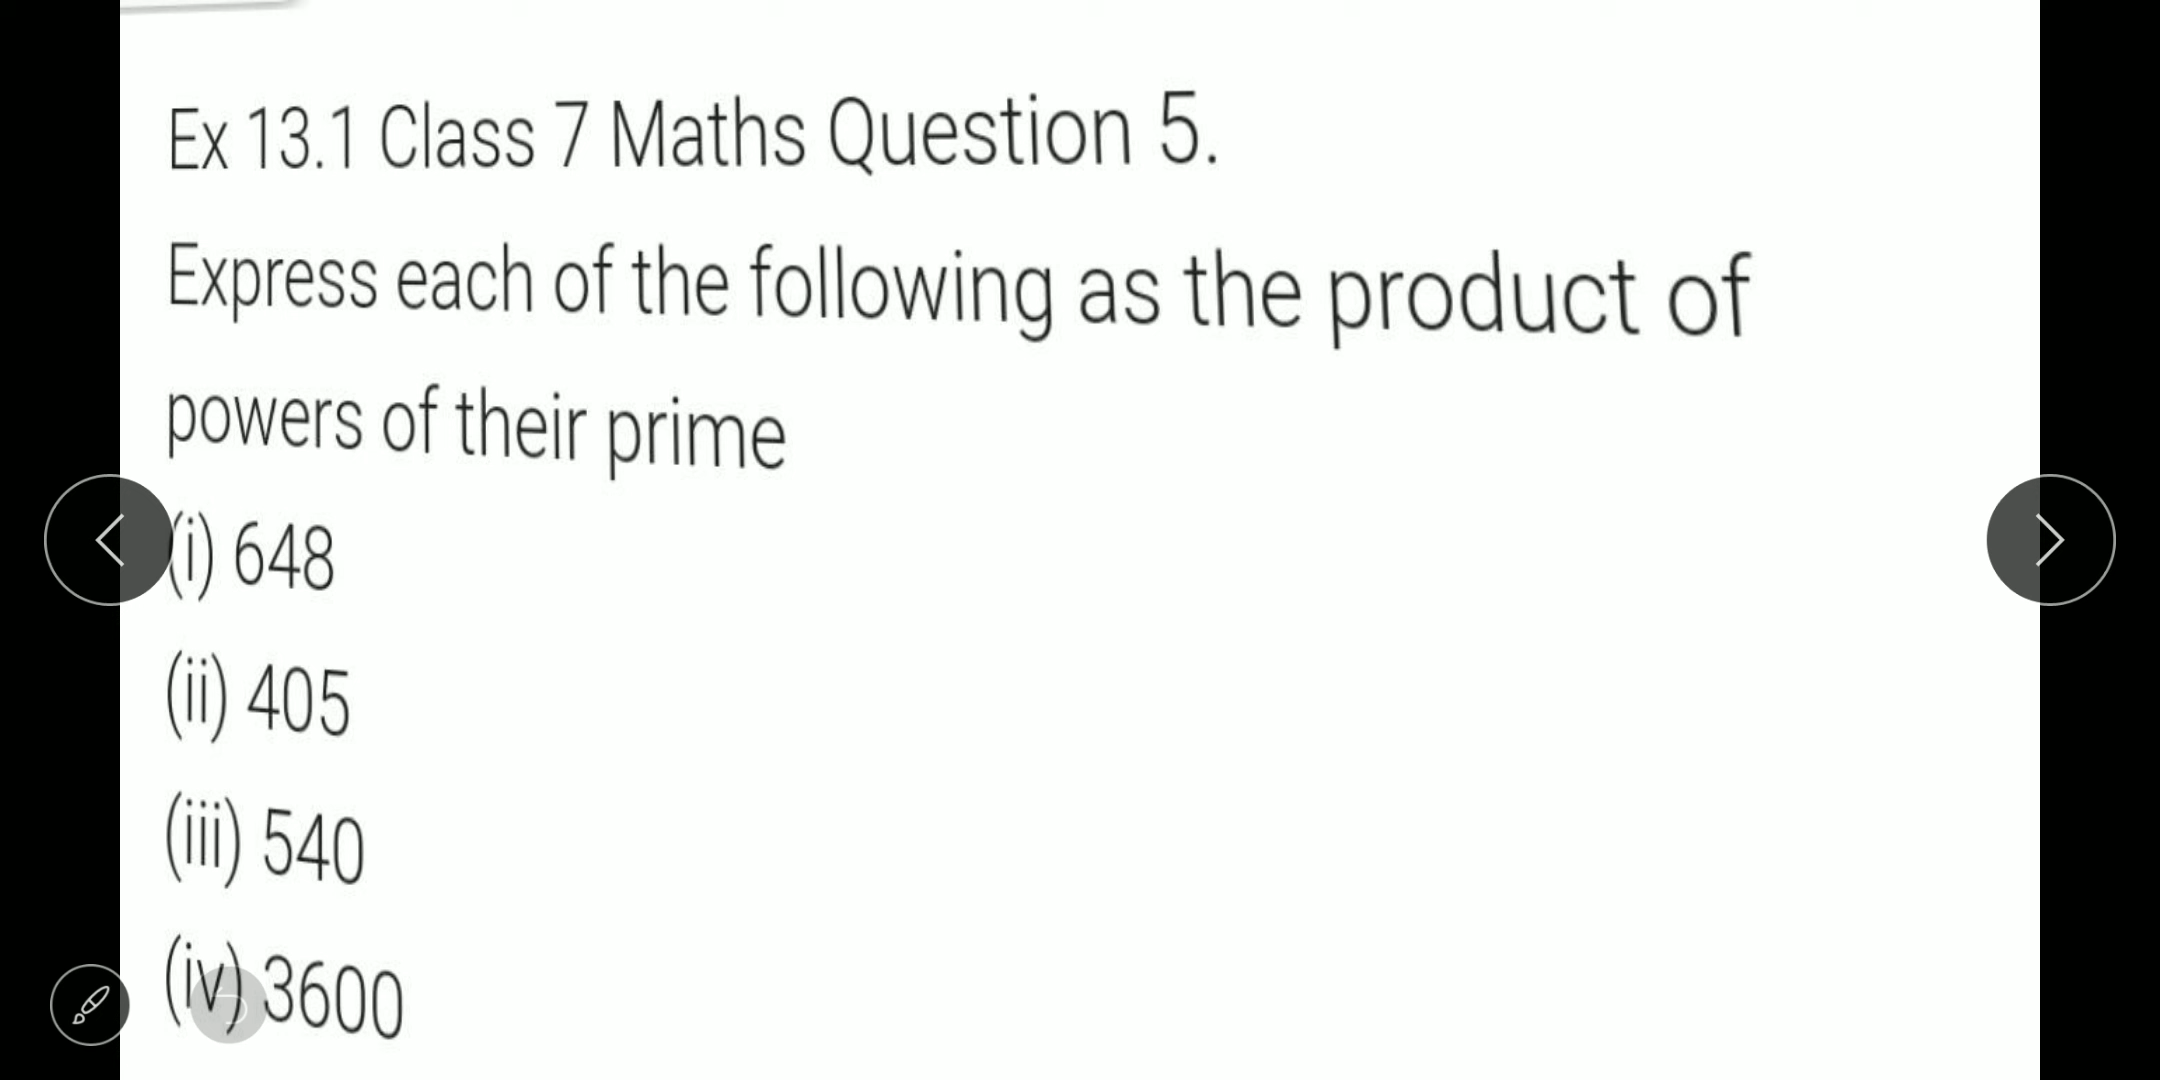 Ex 13.1 Class 7 Maths Question 5.
Express each of the following as the product of
powers of their prime
(i) 648
(ii) 405
(iii) 540
(iv) 3600